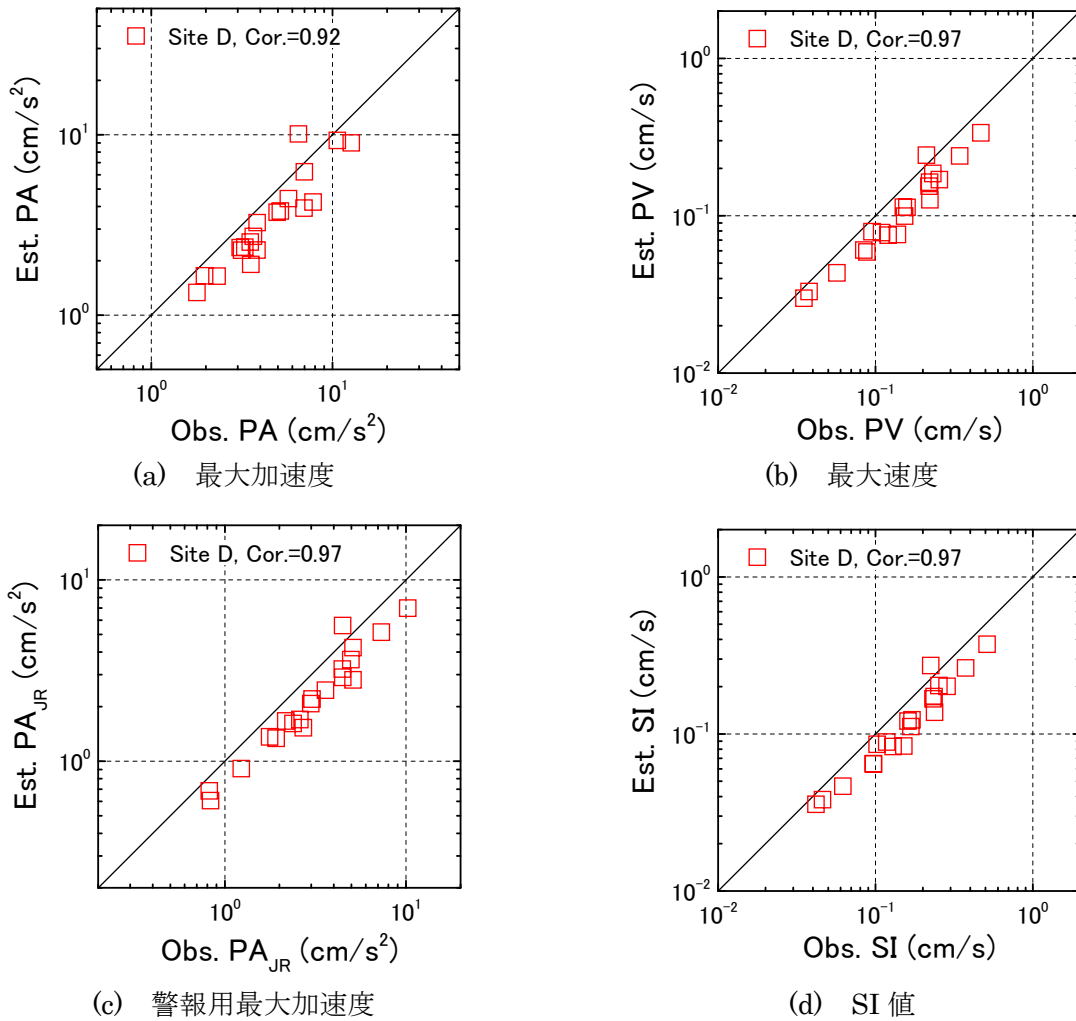 Site D, Cor.=0.92
10¹
10⁰
Est. PA (cm/s²)
10⁰ 10¹
Obs. PA (cm/s²)
(a) 最大加速度
Site D, Cor.=0.97
10⁰
10⁻¹
10⁻²
Est. PV (cm/s)
10⁻² 10⁻¹ 10⁰
Obs. PV (cm/s)
(b) 最大速度
Site D, Cor.=0.97
10¹
10⁰
Est. PA_JR (cm/s²)
10⁰ 10¹
Obs. PA_JR (cm/s²)
(c) 警報用最大加速度
Site D, Cor.=0.97
10⁰
10⁻¹
10⁻²
Est. SI (cm/s)
10⁻² 10⁻¹ 10⁰
Obs. SI (cm/s)
(d) SI 値